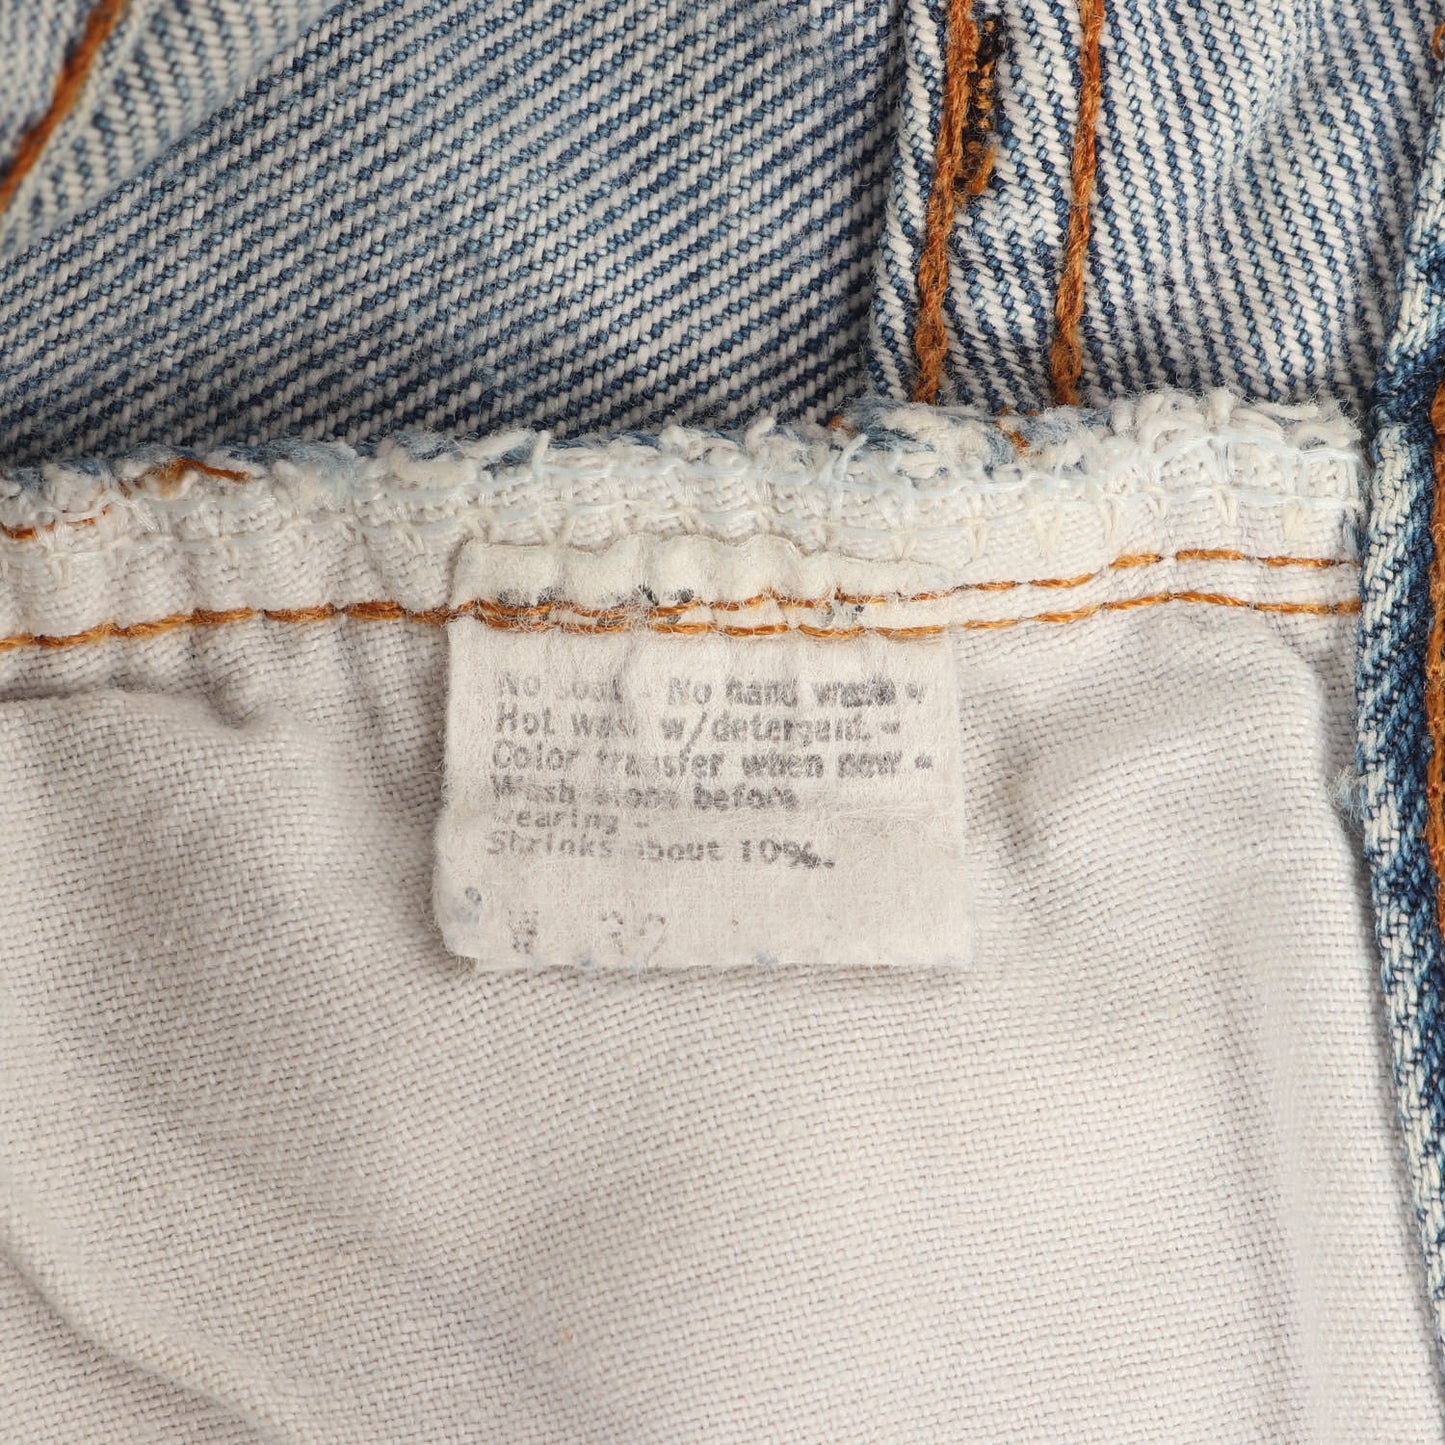 No soak - No hand wash -
Hot wash w/detergent. -
Color transfer when new -
Wash alone before
wearing -
Shrinks about 10%.
W 32